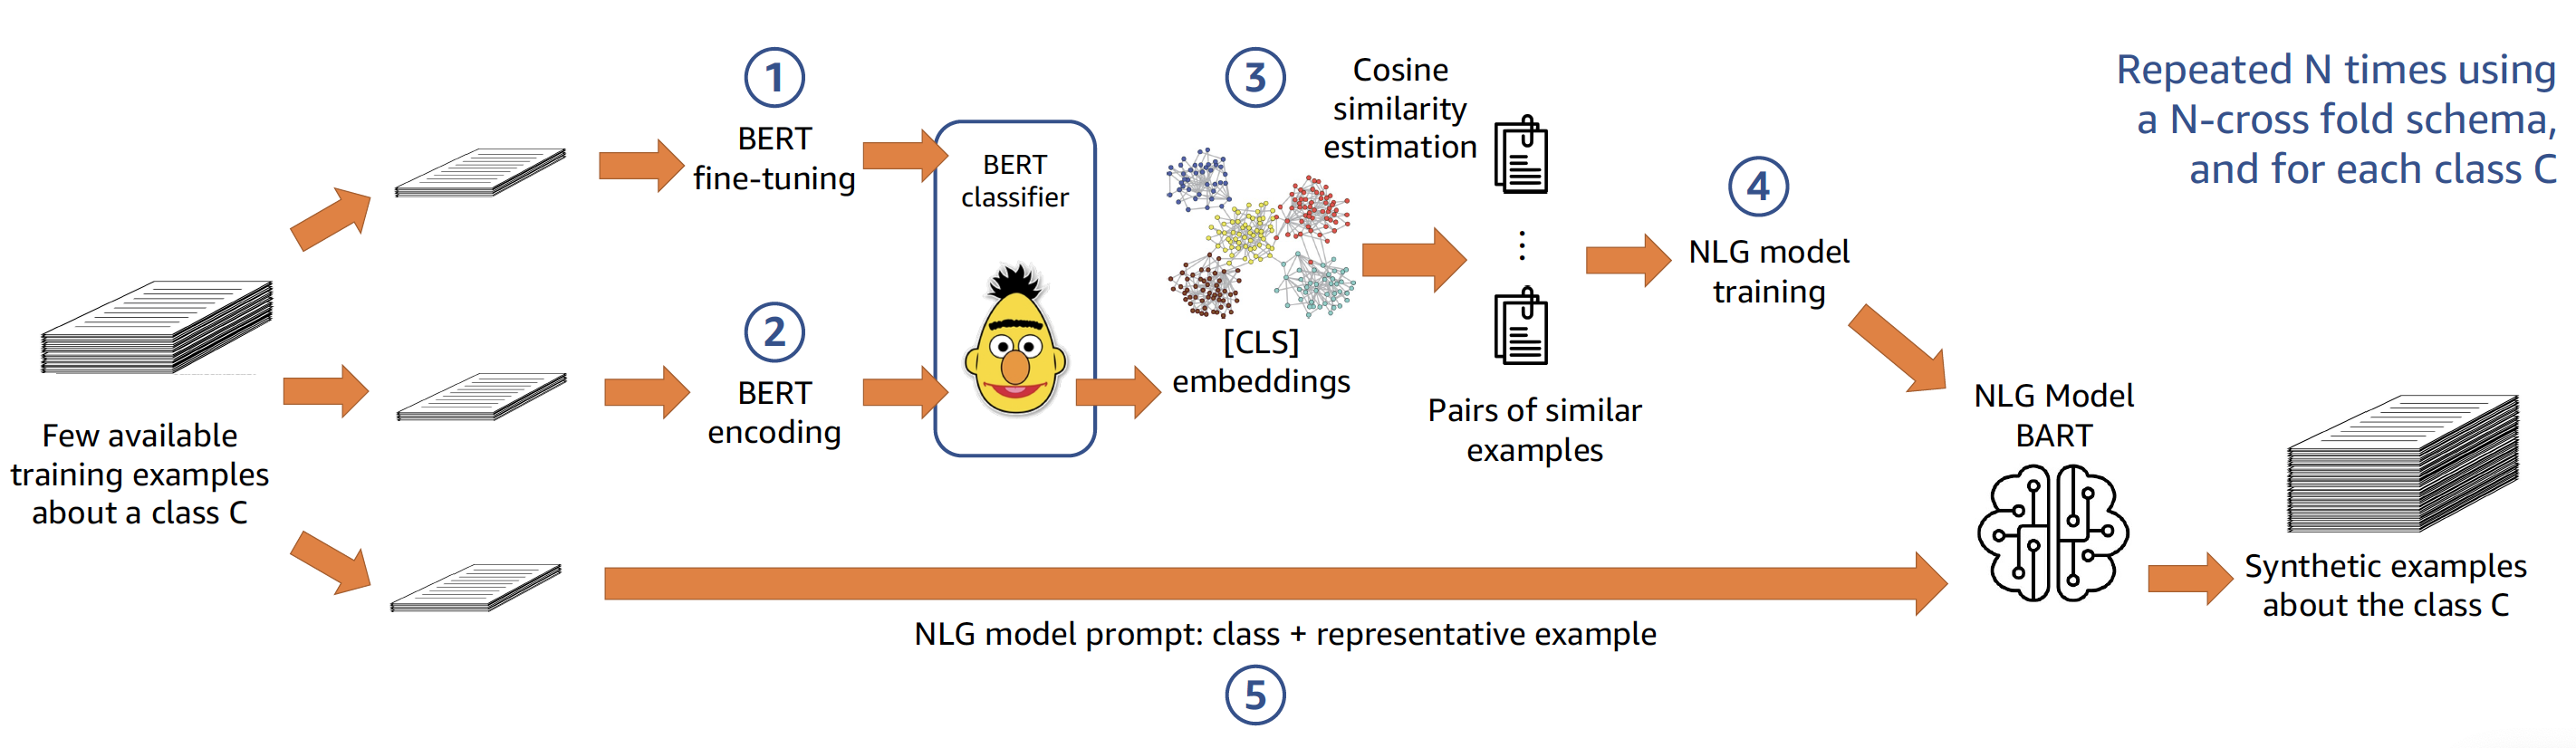 Few available
training examples
about a class C
1
BERT
fine-tuning
2
BERT
encoding
BERT
classifier
3
Cosine
similarity
estimation
[CLS]
embeddings
Pairs of similar
examples
4
NLG model
training
Repeated N times using
a N-cross fold schema,
and for each class C
NLG Model
BART
Synthetic examples
about the class C
NLG model prompt: class + representative example
5